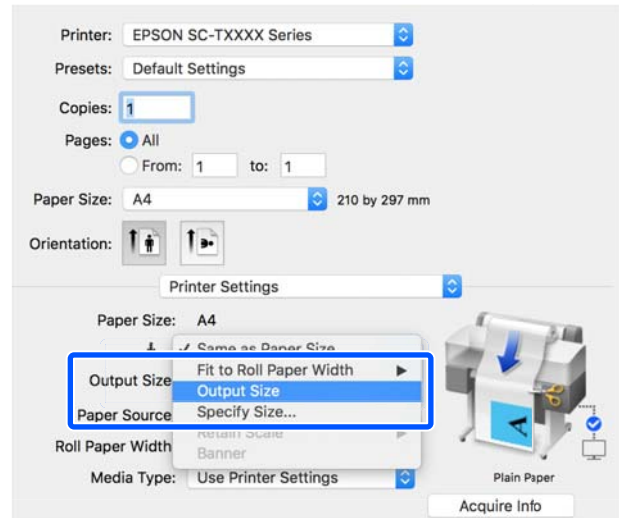 Printer: EPSON SC-TXXXX Series
Presets: Default Settings
Copies: 1
Pages: All
From: 1 to: 1
Paper Size: A4 210 by 297 mm
Orientation:
Printer Settings
Paper Size: A4
✓ Same as Paper Size
Fit to Roll Paper Width
Output Size Output Size
Paper Source Specify Size...
Retain Scale
Roll Paper Width Banner
Media Type: Use Printer Settings
Plain Paper
Acquire Info